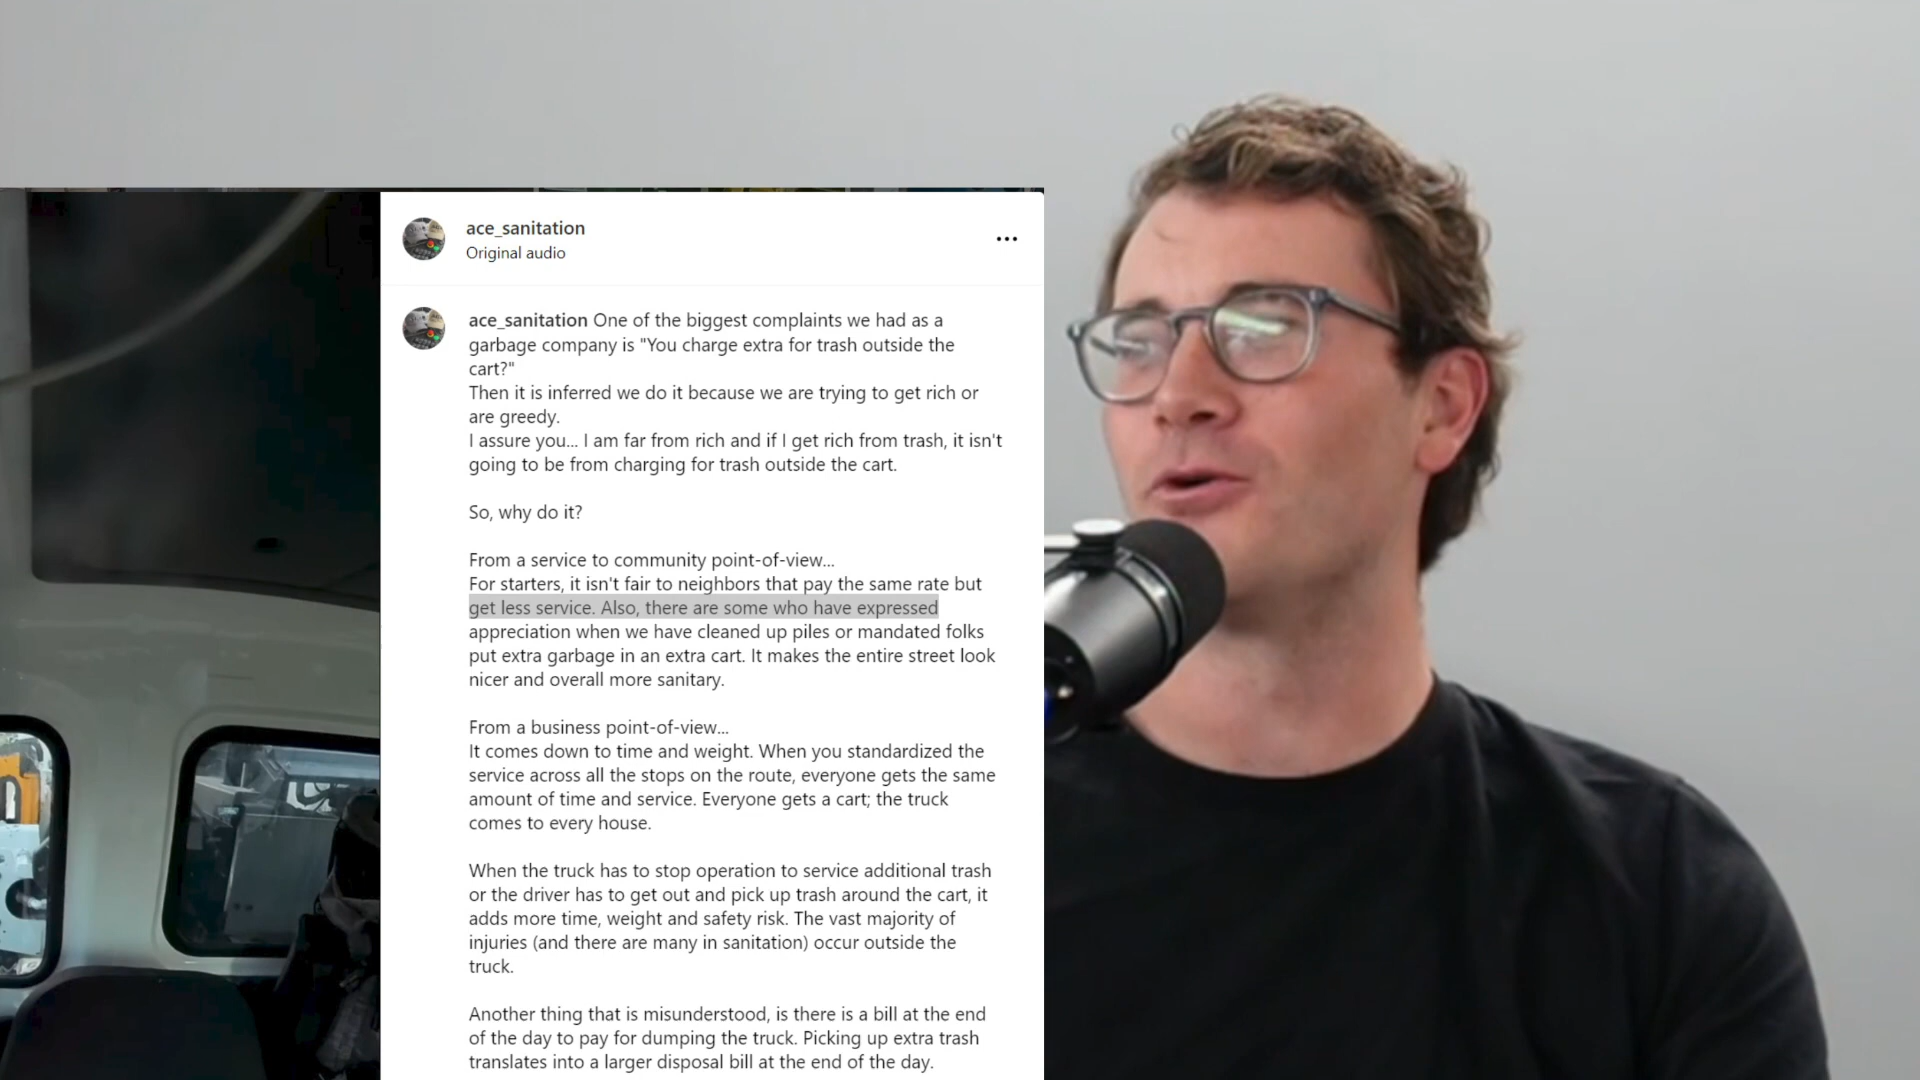 ace_sanitation
Original audio
ace_sanitation One of the biggest complaints we had as a
garbage company is "You charge extra for trash outside the
cart?"
Then it is inferred we do it because we are trying to get rich or
are greedy.
I assure you... I am far from rich and if I get rich from trash, it isn't
going to be from charging for trash outside the cart.
So, why do it?
From a service to community point-of-view...
For starters, it isn't fair to neighbors that pay the same rate but
get less service. Also, there are some who have expressed
appreciation when we have cleaned up piles or mandated folks
put extra garbage in an extra cart. It makes the entire street look
nicer and overall more sanitary.
From a business point-of-view...
It comes down to time and weight. When you standardized the
service across all the stops on the route, everyone gets the same
amount of time and service. Everyone gets a cart; the truck
comes to every house.
When the truck has to stop operation to service additional trash
or the driver has to get out and pick up trash around the cart, it
adds more time, weight and safety risk. The vast majority of
injuries (and there are many in sanitation) occur outside the
truck.
Another thing that is misunderstood, is there is a bill at the end
of the day to pay for dumping the truck. Picking up extra trash
translates into a larger disposal bill at the end of the day.